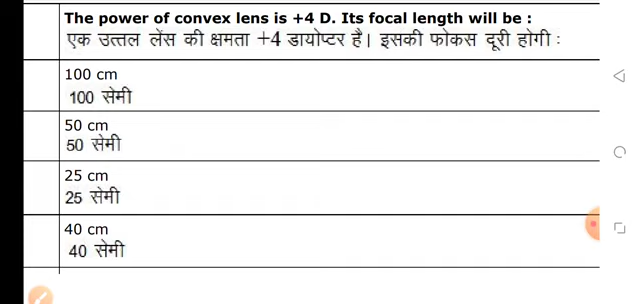 The power of convex lens is +4 D. Its focal length will be :
एक उत्तल लेंस की क्षमता +4 डायोप्टर है। इसकी फोकस दूरी होगी :
100 cm
100 सेमी
50 cm
50 सेमी
25 cm
25 सेमी
40 cm
40 सेमी